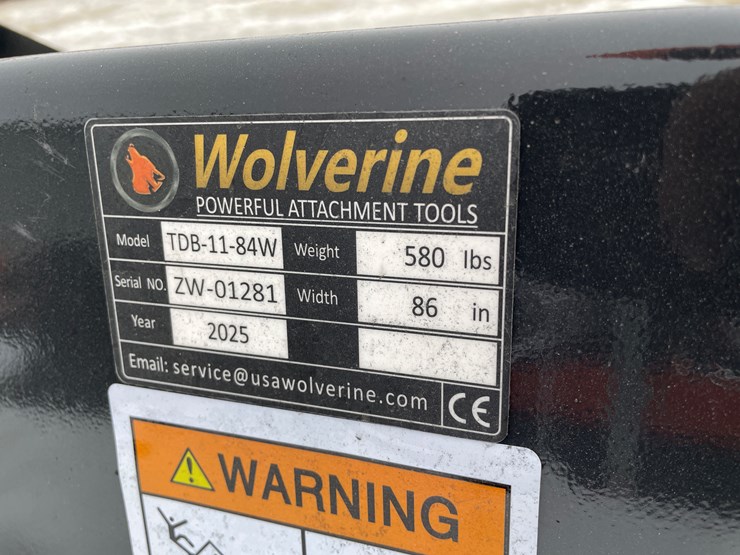 Wolverine
POWERFUL ATTACHMENT TOOLS
Model TDB-11-84W Weight 580 lbs
Serial NO. ZW-01281 Width 86 in
Year 2025
Email: service@usawolverine.com CE
WARNING